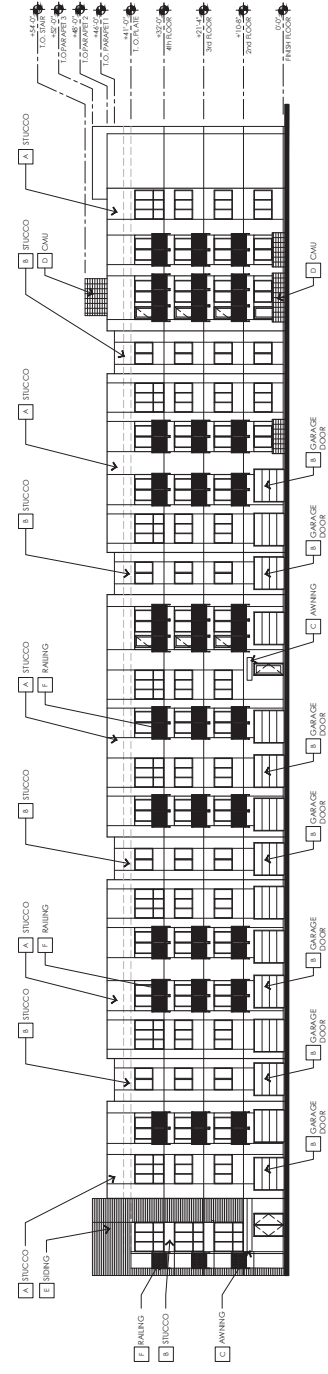 A STUCCO
E SIDING
B STUCCO
A STUCCO
F RAILING
B STUCCO
A STUCCO
F RAILING
B STUCCO
A STUCCO
B STUCCO
D CMU
A STUCCO
+54'-0"
T.O. STAIR
+52'-0"
T.O PARAPET 3
+48'-0"
T.O PARAPET 2
+46'-0"
T.O. PARAPET 1
+41'-0"
T.O. PLATE
+32'-0"
4th FLOOR
+21'-4"
3rd FLOOR
+10'-8"
2nd FLOOR
0'-0"
FINISH FLOOR
F RAILING
B STUCCO
C AWNING
B GARAGE
DOOR
B GARAGE
DOOR
B GARAGE
DOOR
B GARAGE
DOOR
B GARAGE
DOOR
C AWNING
B GARAGE
DOOR
B GARAGE
DOOR
D CMU